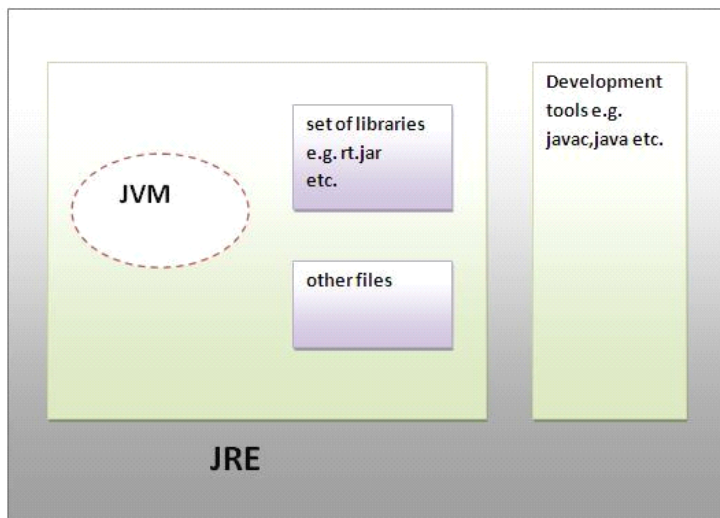 JVM
set of libraries
e.g. rt.jar
etc.
other files
Development
tools e.g.
javac,java etc.
JRE